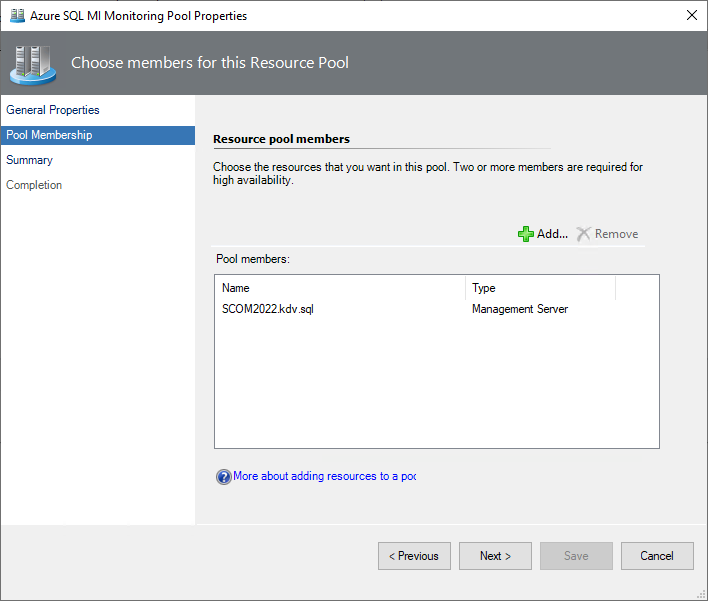 Azure SQL MI Monitoring Pool Properties
Choose members for this Resource Pool
General Properties
Pool Membership
Summary
Completion
Resource pool members
Choose the resources that you want in this pool. Two or more members are required for
high availability.
Add... Remove
Pool members:
Name Type
SCOM2022.kdv.sql Management Server
More about adding resources to a poo
< Previous Next > Save Cancel